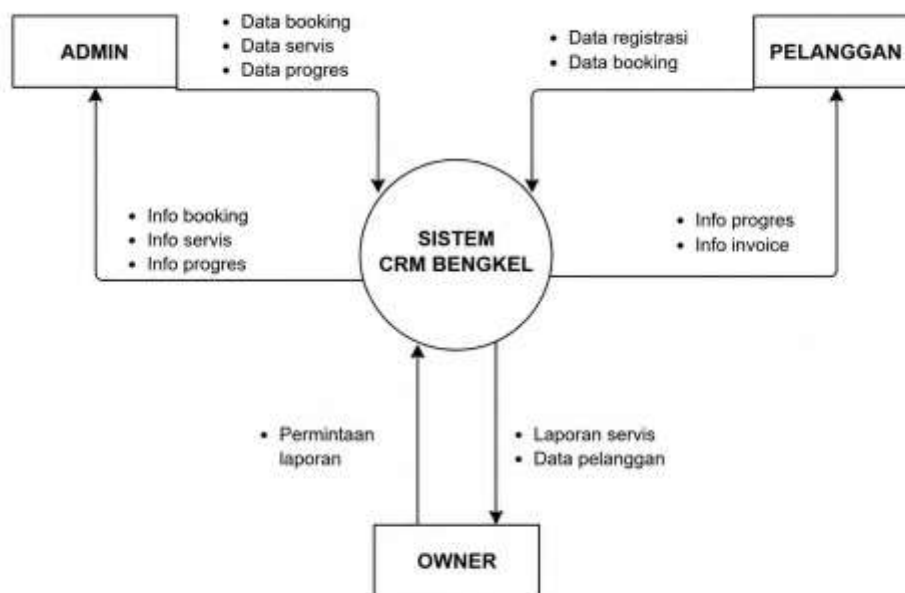 ADMIN
• Data booking
• Data servis
• Data progres
• Data registrasi
• Data booking
PELANGGAN
• Info booking
• Info servis
• Info progres
SISTEM
CRM BENGKEL
• Info progres
• Info invoice
• Permintaan
laporan
• Laporan servis
• Data pelanggan
OWNER